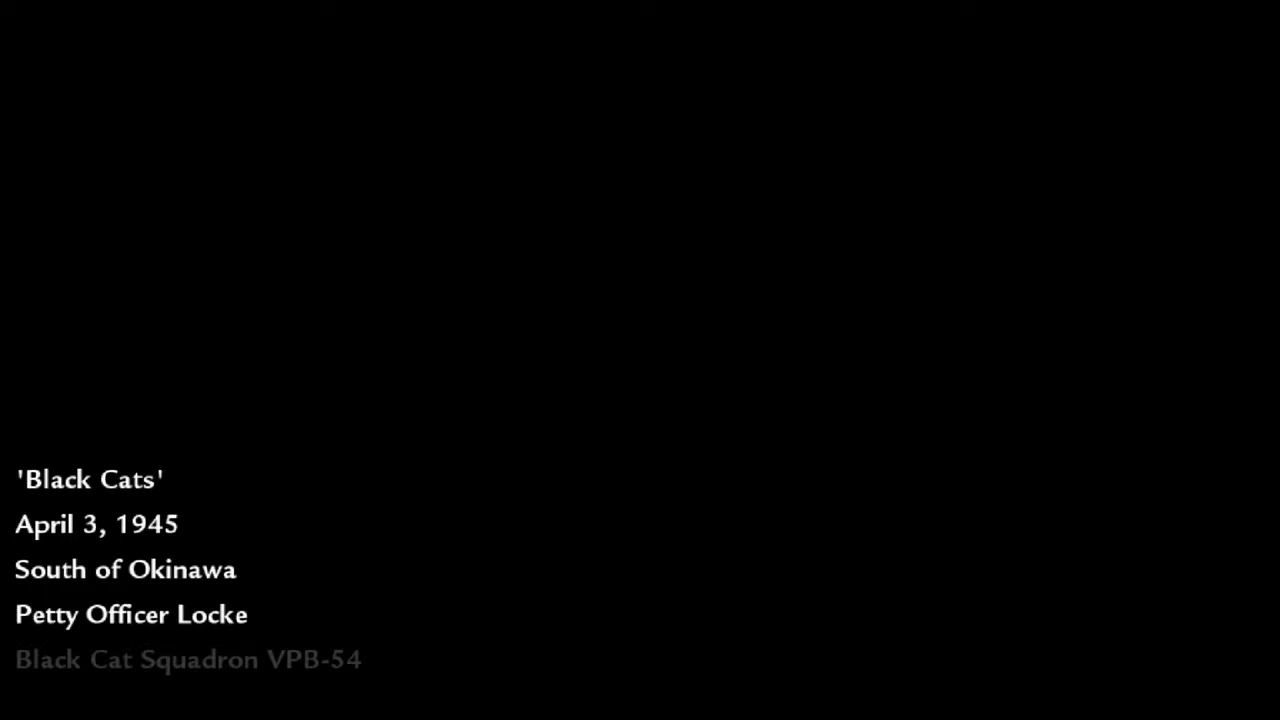 'Black Cats'
April 3, 1945
South of Okinawa
Petty Officer Locke
Black Cat Squadron VPB-54